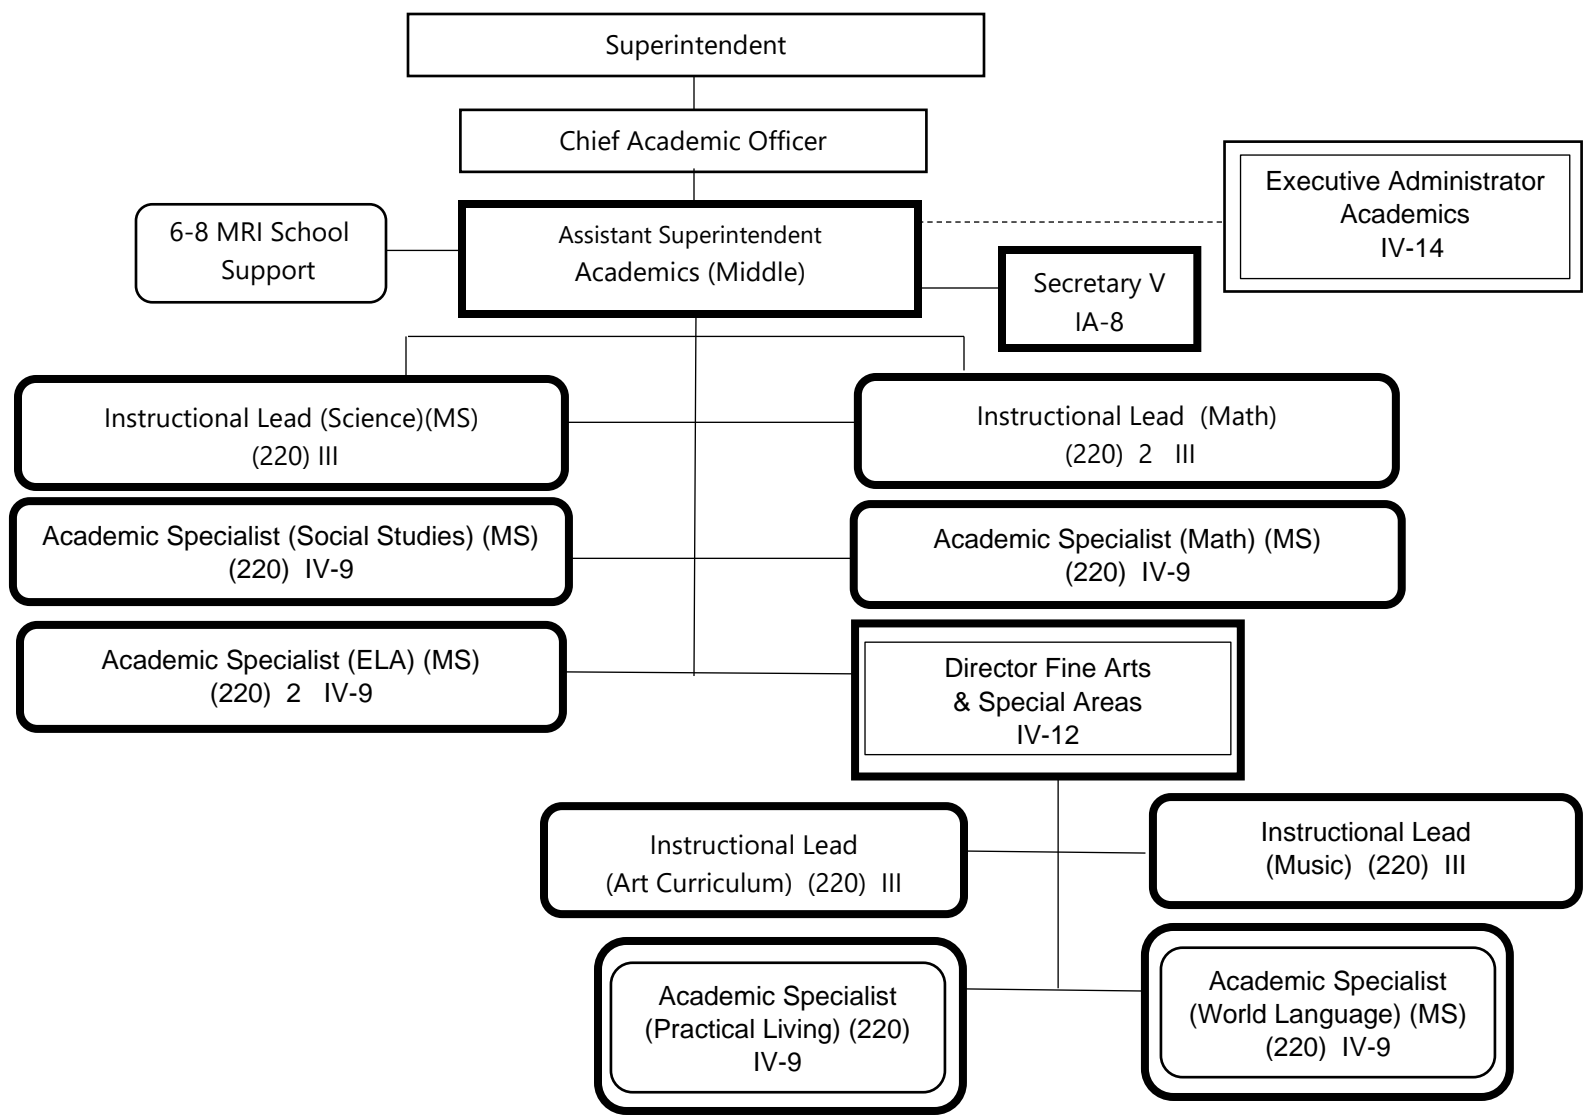 Superintendent
Chief Academic Officer
Executive Administrator
Academics
IV-14
6-8 MRI School
Support
Assistant Superintendent
Academics (Middle)
Secretary V
IA-8
Instructional Lead (Science)(MS)
(220) III
Instructional Lead (Math)
(220) 2 III
Academic Specialist (Social Studies) (MS)
(220) IV-9
Academic Specialist (Math) (MS)
(220) IV-9
Academic Specialist (ELA) (MS)
(220) 2 IV-9
Director Fine Arts
& Special Areas
IV-12
Instructional Lead
(Art Curriculum) (220) III
Instructional Lead
(Music) (220) III
Academic Specialist
(Practical Living) (220)
IV-9
Academic Specialist
(World Language) (MS)
(220) IV-9